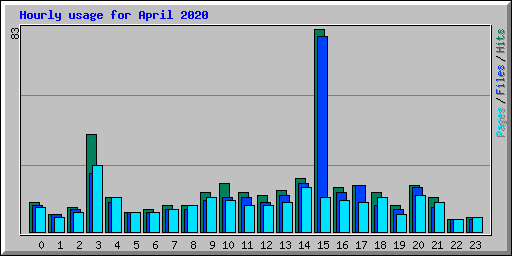 Hourly usage for April 2020
83
Pages/Files/Hits
0 1 2 3 4 5 6 7 8 9 10 11 12 13 14 15 16 17 18 19 20 21 22 23